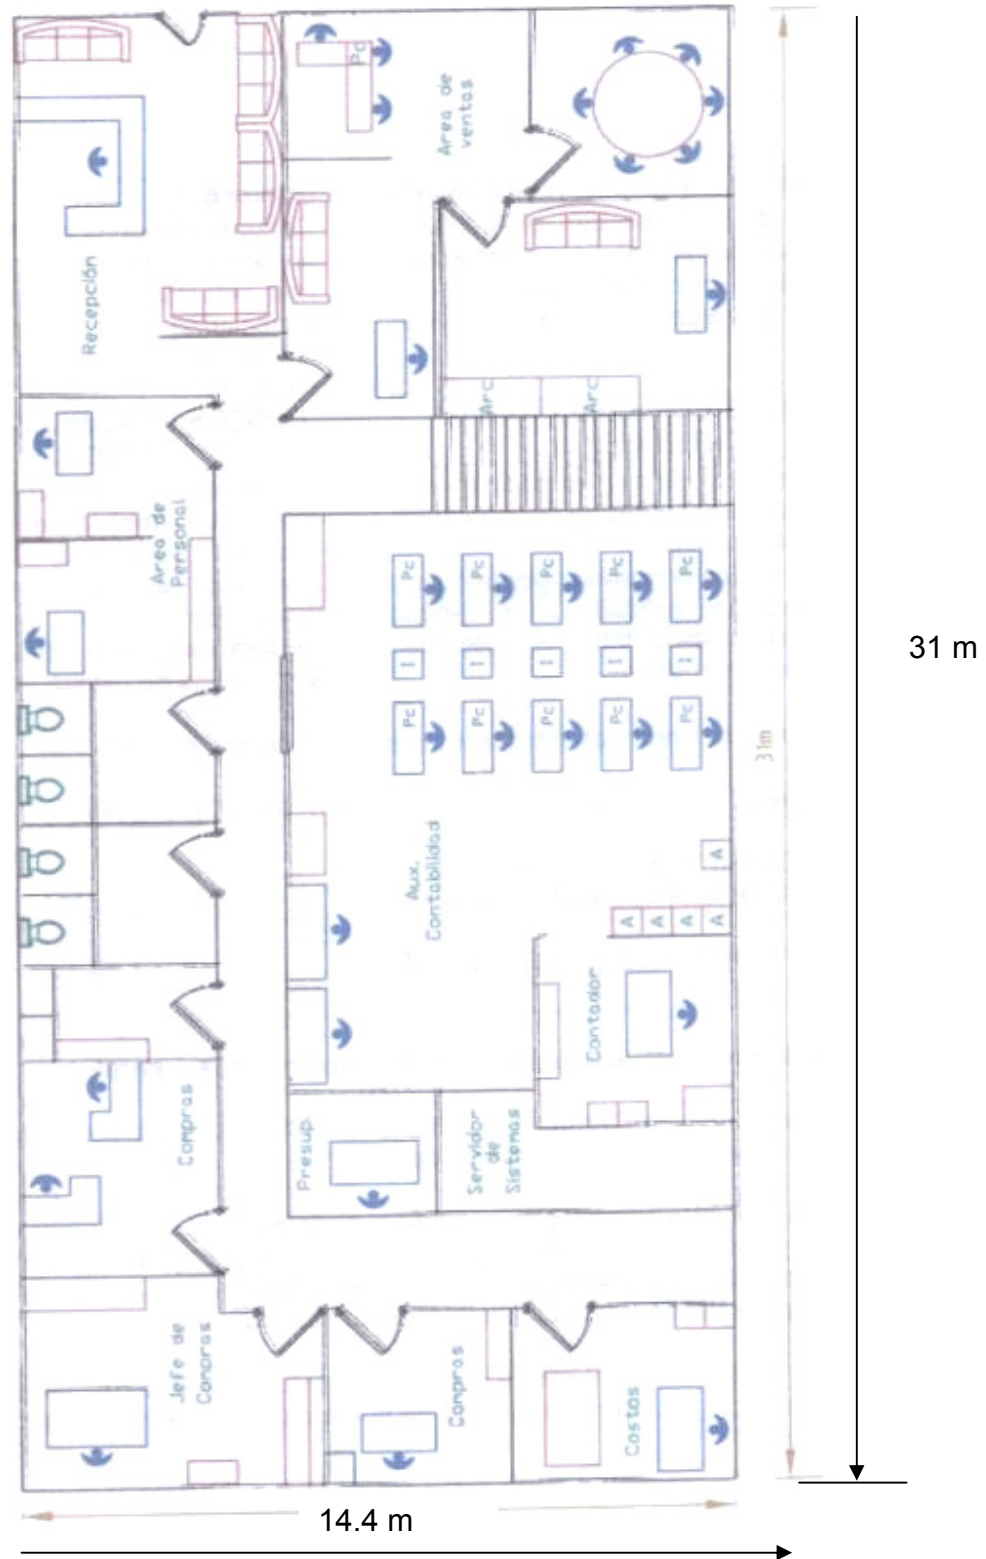 Pc
Area de
ventas
Recepción
Arc
Arc
Area de
Personal
Pc
Pc
Pc
Pc
Pc
I
I
I
I
I
Pc
Pc
Pc
Pc
Pc
31 m
31m
Aux.
Contabilidad
A
A
A
A
A
Contador
Compras
Presup.
Servidor
de
Sistemas
Jefe de
Compras
Compras
Costos
14.4 m